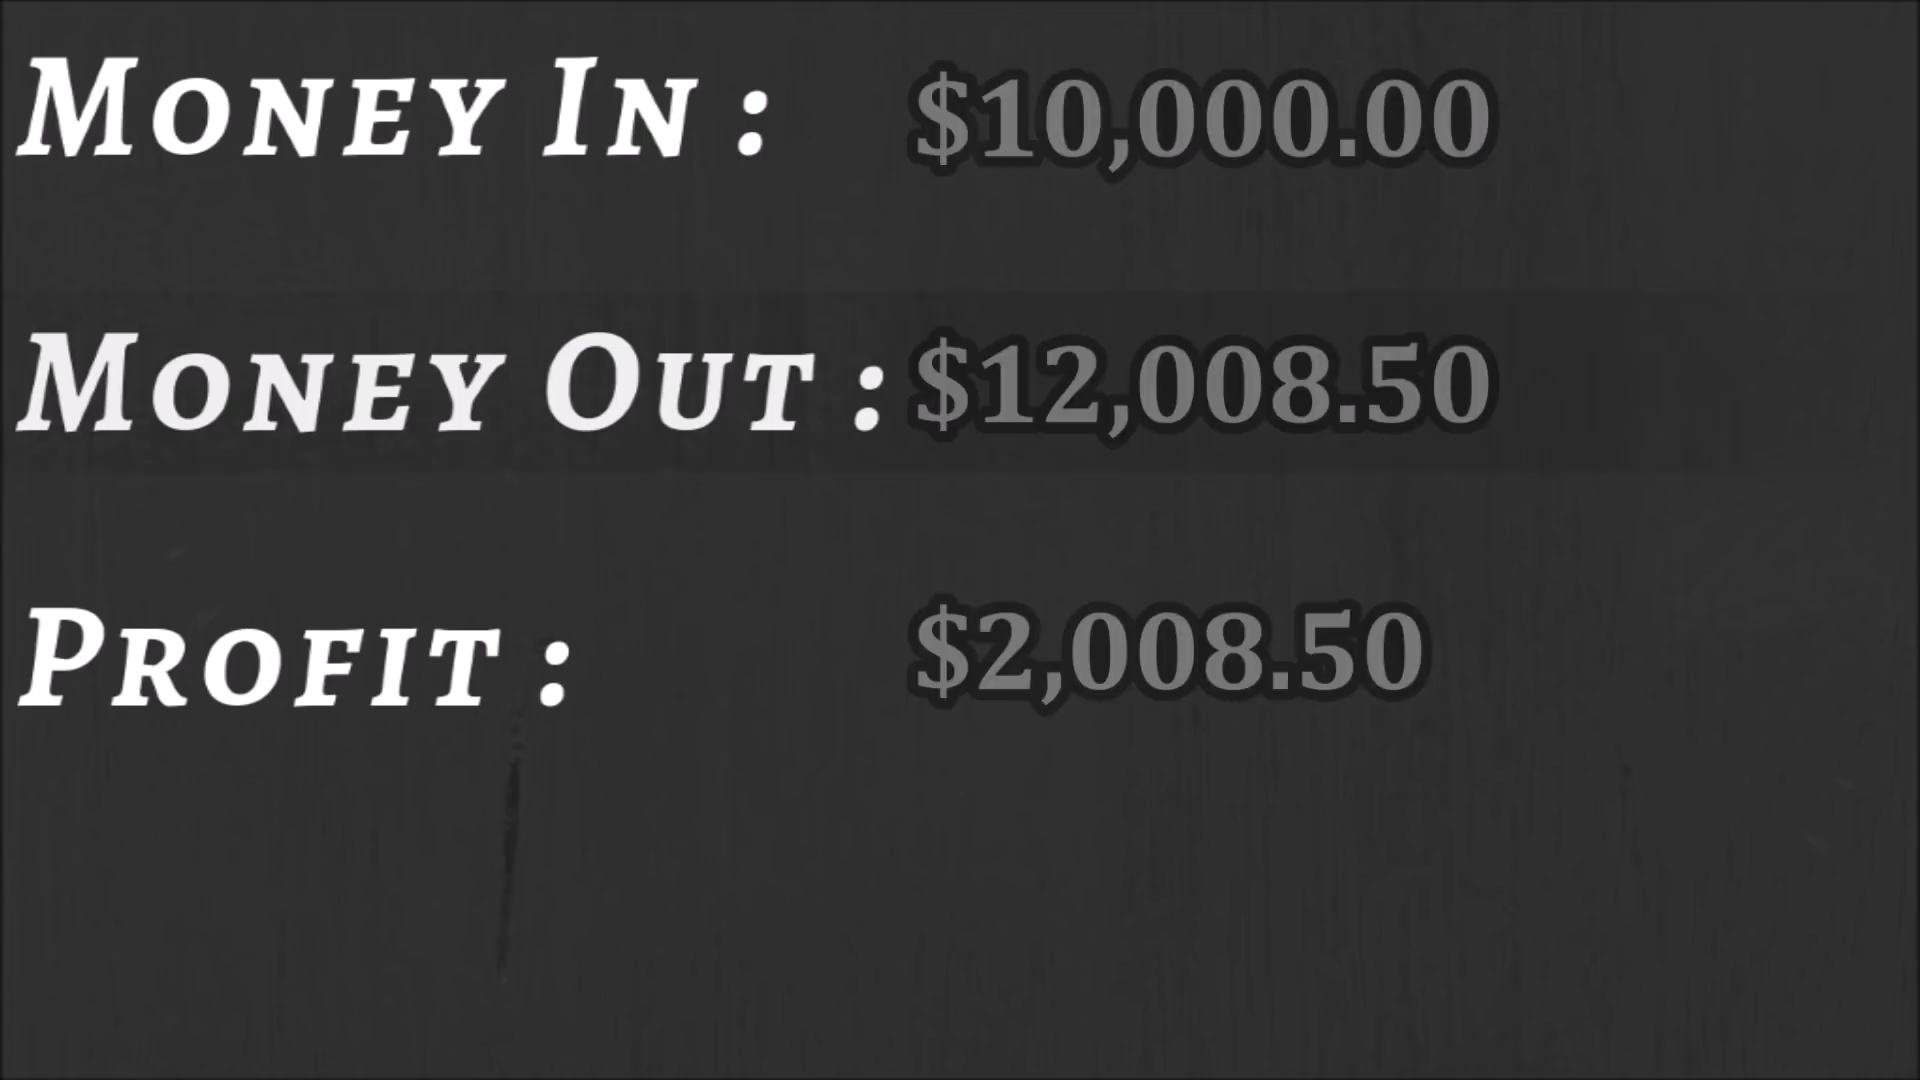 Money In : $10,000.00
Money Out : $12,008.50
Profit : $2,008.50